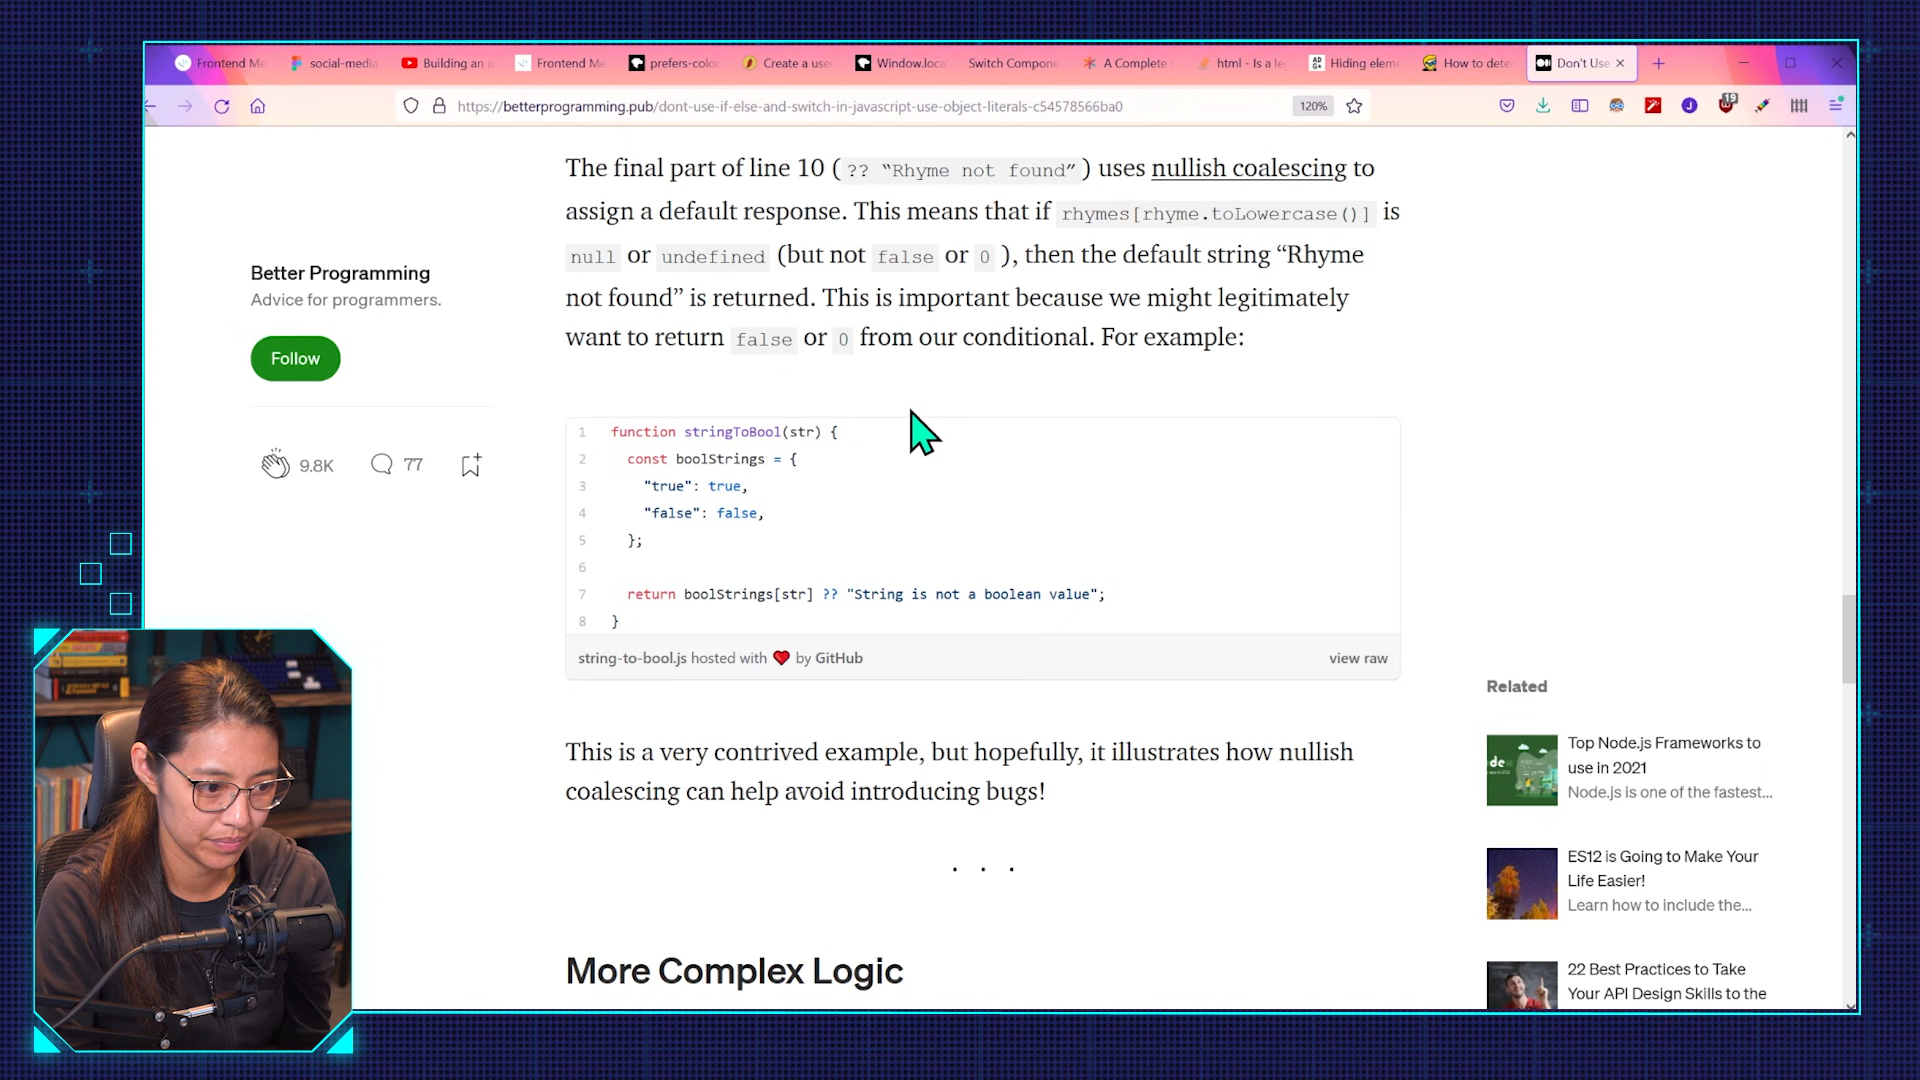 Frontend Me
social-media
Building an a
Frontend Me
prefers-color
Create a use
Window.loca
Switch Compone
A Complete
html - Is a le
Hiding eleme
How to dete
Don't Use
https://betterprogramming.pub/dont-use-if-else-and-switch-in-javascript-use-object-literals-c54578566ba0
120%
19
The final part of line 10 ( ?? “Rhyme not found” ) uses nullish coalescing to
assign a default response. This means that if rhymes[rhyme.toLowercase()] is
null or undefined (but not false or 0 ), then the default string “Rhyme
not found” is returned. This is important because we might legitimately
want to return false or 0 from our conditional. For example:
Better Programming
Advice for programmers.
Follow
9.8K
77
1 function stringToBool(str) {
2 const boolStrings = {
3 "true": true,
4 "false": false,
5 };
6
7 return boolStrings[str] ?? "String is not a boolean value";
8 }
string-to-bool.js hosted with ❤ by GitHub
view raw
This is a very contrived example, but hopefully, it illustrates how nullish
coalescing can help avoid introducing bugs!
. . .
More Complex Logic
Related
Top Node.js Frameworks to
use in 2021
Node.js is one of the fastest...
ES12 is Going to Make Your
Life Easier!
Learn how to include the...
22 Best Practices to Take
Your API Design Skills to the